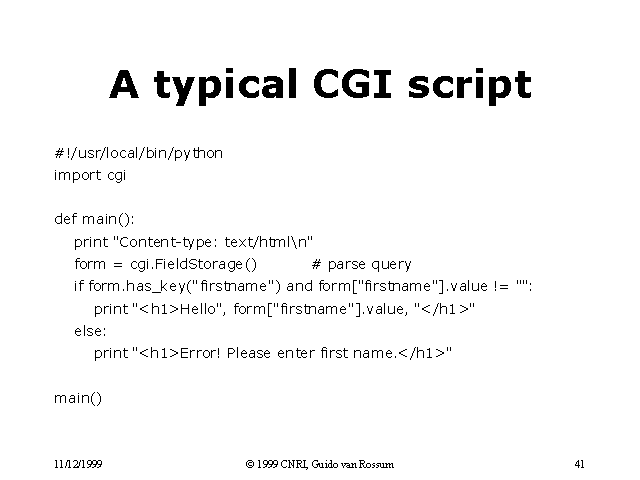 A typical CGI script
#!/usr/local/bin/python
import cgi
def main():
print "Content-type: text/html\n"
form = cgi.FieldStorage() # parse query
if form.has_key("firstname") and form["firstname"].value != "":
print "<h1>Hello", form["firstname"].value, "</h1>"
else:
print "<h1>Error! Please enter first name.</h1>"
main()
11/12/1999 © 1999 CNRI, Guido van Rossum 41